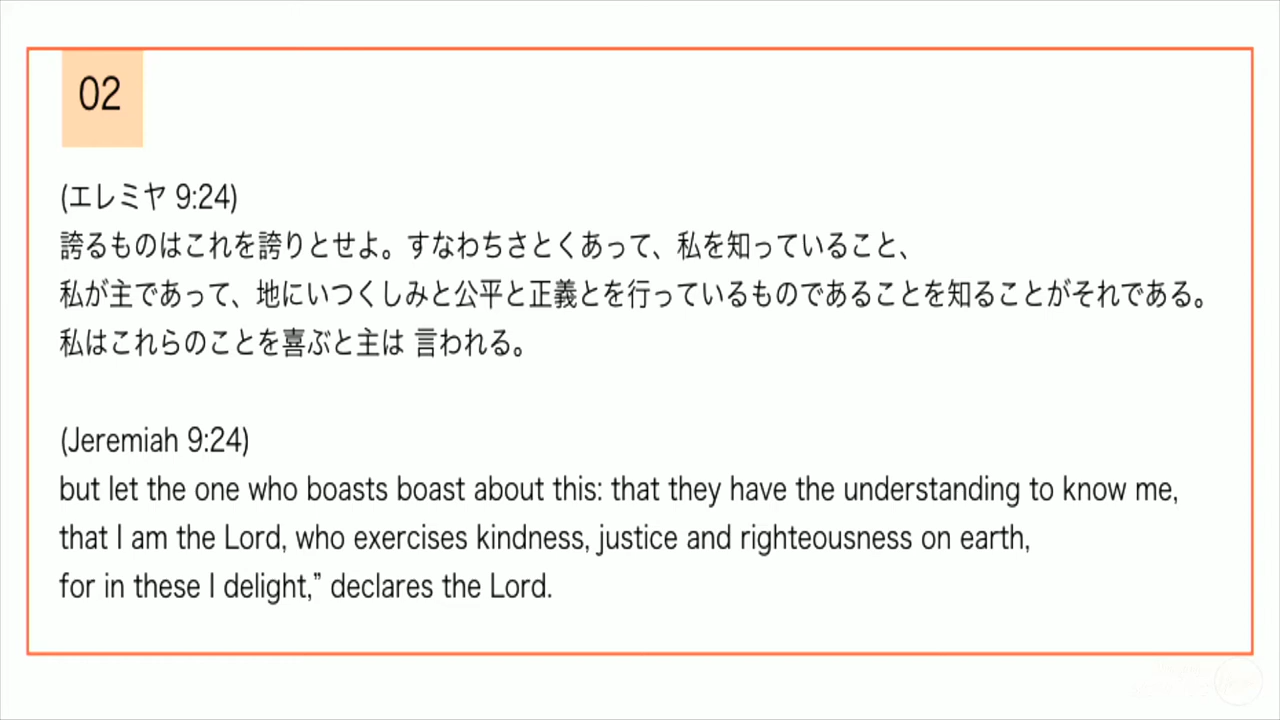 02
(エレミヤ 9:24)
誇るものはこれを誇りとせよ。すなわちさとくあって、私を知っていること、
私が主であって、地にいつくしみと公平と正義とを行っているものであることを知ることがそれである。
私はこれらのことを喜ぶと主は 言われる。
(Jeremiah 9:24)
but let the one who boasts boast about this: that they have the understanding to know me,
that I am the Lord, who exercises kindness, justice and righteousness on earth,
for in these I delight,” declares the Lord.